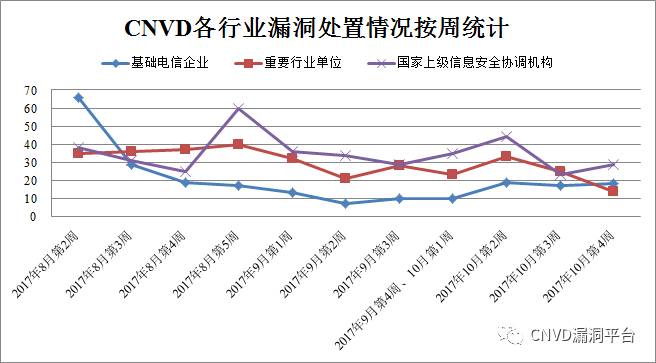 CNVD各行业漏洞处置情况按周统计
基础电信企业 重要行业单位 国家上级信息安全协调机构
70
60
50
40
30
20
10
0
2017年8月第2周
2017年8月第3周
2017年8月第4周
2017年8月第5周
2017年9月第1周
2017年9月第2周
2017年9月第3周
2017年9月第4周、10月第1周
2017年10月第2周
2017年10月第3周
2017年10月第4周
CNVD漏洞平台